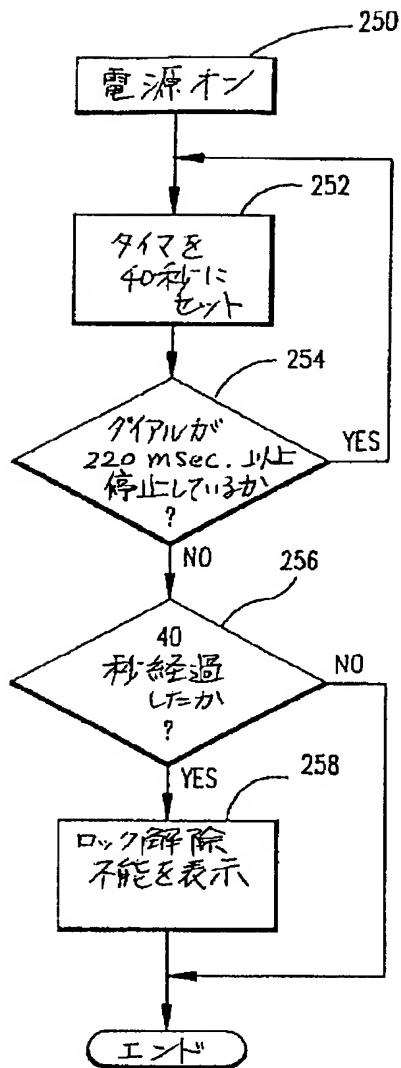 250
電源オン
252
タイマを
40秒に
セット
254
ダイアルが
220 msec.以上
停止しているか
?
YES
NO
256
40
秒経過
したか
?
NO
YES
258
ロック解除
不能を表示
エンド